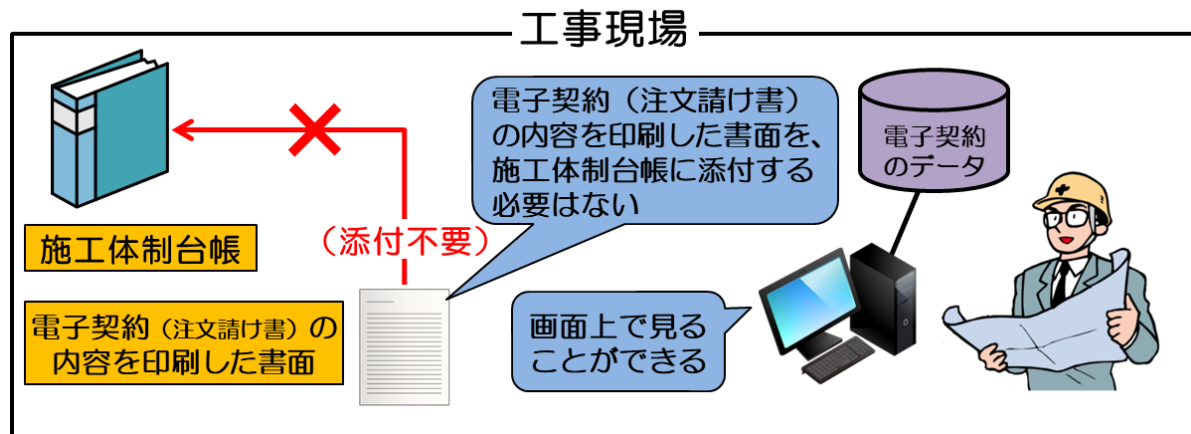 工事現場
電子契約（注文請け書）
の内容を印刷した書面を、
施工体制台帳に添付する
必要はない
電子契約
のデータ
施工体制台帳
（添付不要）
電子契約（注文請け書）の
内容を印刷した書面
画面上で見る
ことができる